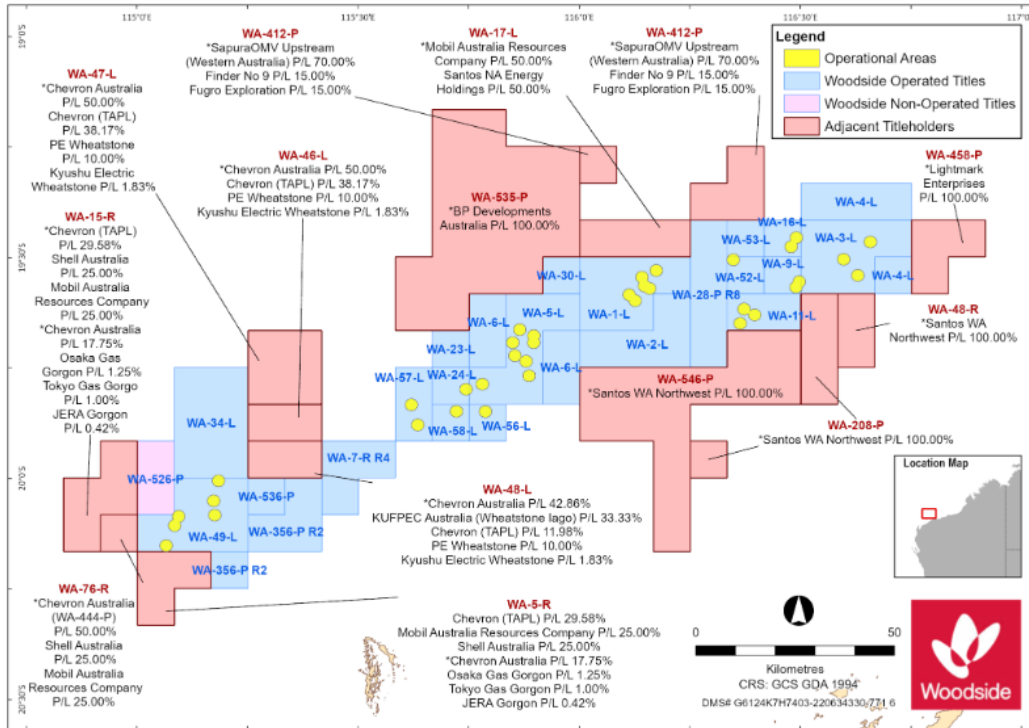 115°0'E
115°30'E
116°0'E
116°30'E
117°0'E
19°0'S
19°30'S
20°0'S
20°30'S
WA-412-P
*SapuraOMV Upstream
(Western Australia) P/L 70.00%
Finder No 9 P/L 15.00%
Fugro Exploration P/L 15.00%
WA-17-L
*Mobil Australia Resources
Company P/L 50.00%
Santos NA Energy
Holdings P/L 50.00%
WA-412-P
*SapuraOMV Upstream
(Western Australia) P/L 70.00%
Finder No 9 P/L 15.00%
Fugro Exploration P/L 15.00%
Legend
Operational Areas
Woodside Operated Titles
Woodside Non-Operated Titles
Adjacent Titleholders
WA-47-L
*Chevron Australia
P/L 50.00%
Chevron (TAPL)
P/L 38.17%
PE Wheatstone
P/L 10.00%
Kyushu Electric
Wheatstone P/L 1.83%
WA-46-L
*Chevron Australia P/L 50.00%
Chevron (TAPL) P/L 38.17%
PE Wheatstone P/L 10.00%
Kyushu Electric Wheatstone P/L 1.83%
WA-535-P
*BP Developments
Australia P/L 100.00%
WA-458-P
*Lightmark
Enterprises
P/L 100.00%
WA-15-R
*Chevron (TAPL)
P/L 29.58%
Shell Australia
P/L 25.00%
Mobil Australia
Resources Company
P/L 25.00%
*Chevron Australia
P/L 17.75%
Osaka Gas
Gorgon P/L 1.25%
Tokyo Gas Gorgo
P/L 1.00%
JERA Gorgon
P/L 0.42%
WA-4-L
WA-16-L
WA-53-L
WA-3-L
WA-9-L
WA-4-L
WA-52-L
WA-30-L
WA-28-P R8
WA-1-L
WA-11-L
WA-5-L
WA-6-L
WA-2-L
WA-23-L
WA-24-L
WA-6-L
WA-57-L
WA-58-L
WA-56-L
WA-34-L
WA-7-R R4
WA-526-P
WA-536-P
WA-49-L
WA-356-P R2
WA-356-P R2
WA-48-R
*Santos WA
Northwest P/L 100.00%
WA-546-P
*Santos WA Northwest P/L 100.00%
WA-208-P
*Santos WA Northwest P/L 100.00%
WA-48-L
*Chevron Australia P/L 42.86%
KUFPEC Australia (Wheatstone Iago) P/L 33.33%
Chevron (TAPL) P/L 11.98%
PE Wheatstone P/L 10.00%
Kyushu Electric Wheatstone P/L 1.83%
WA-76-R
*Chevron Australia
(WA-444-P)
P/L 50.00%
Shell Australia
P/L 25.00%
Mobil Australia
Resources Company
P/L 25.00%
WA-5-R
Chevron (TAPL) P/L 29.58%
Mobil Australia Resources Company P/L 25.00%
Shell Australia P/L 25.00%
*Chevron Australia P/L 17.75%
Osaka Gas Gorgon P/L 1.25%
Tokyo Gas Gorgon P/L 1.00%
JERA Gorgon P/L 0.42%
Location Map
0 50
Kilometres
CRS: GCS GDA 1994
DMS# G6124K7H7403-220634330-771 6
Woodside